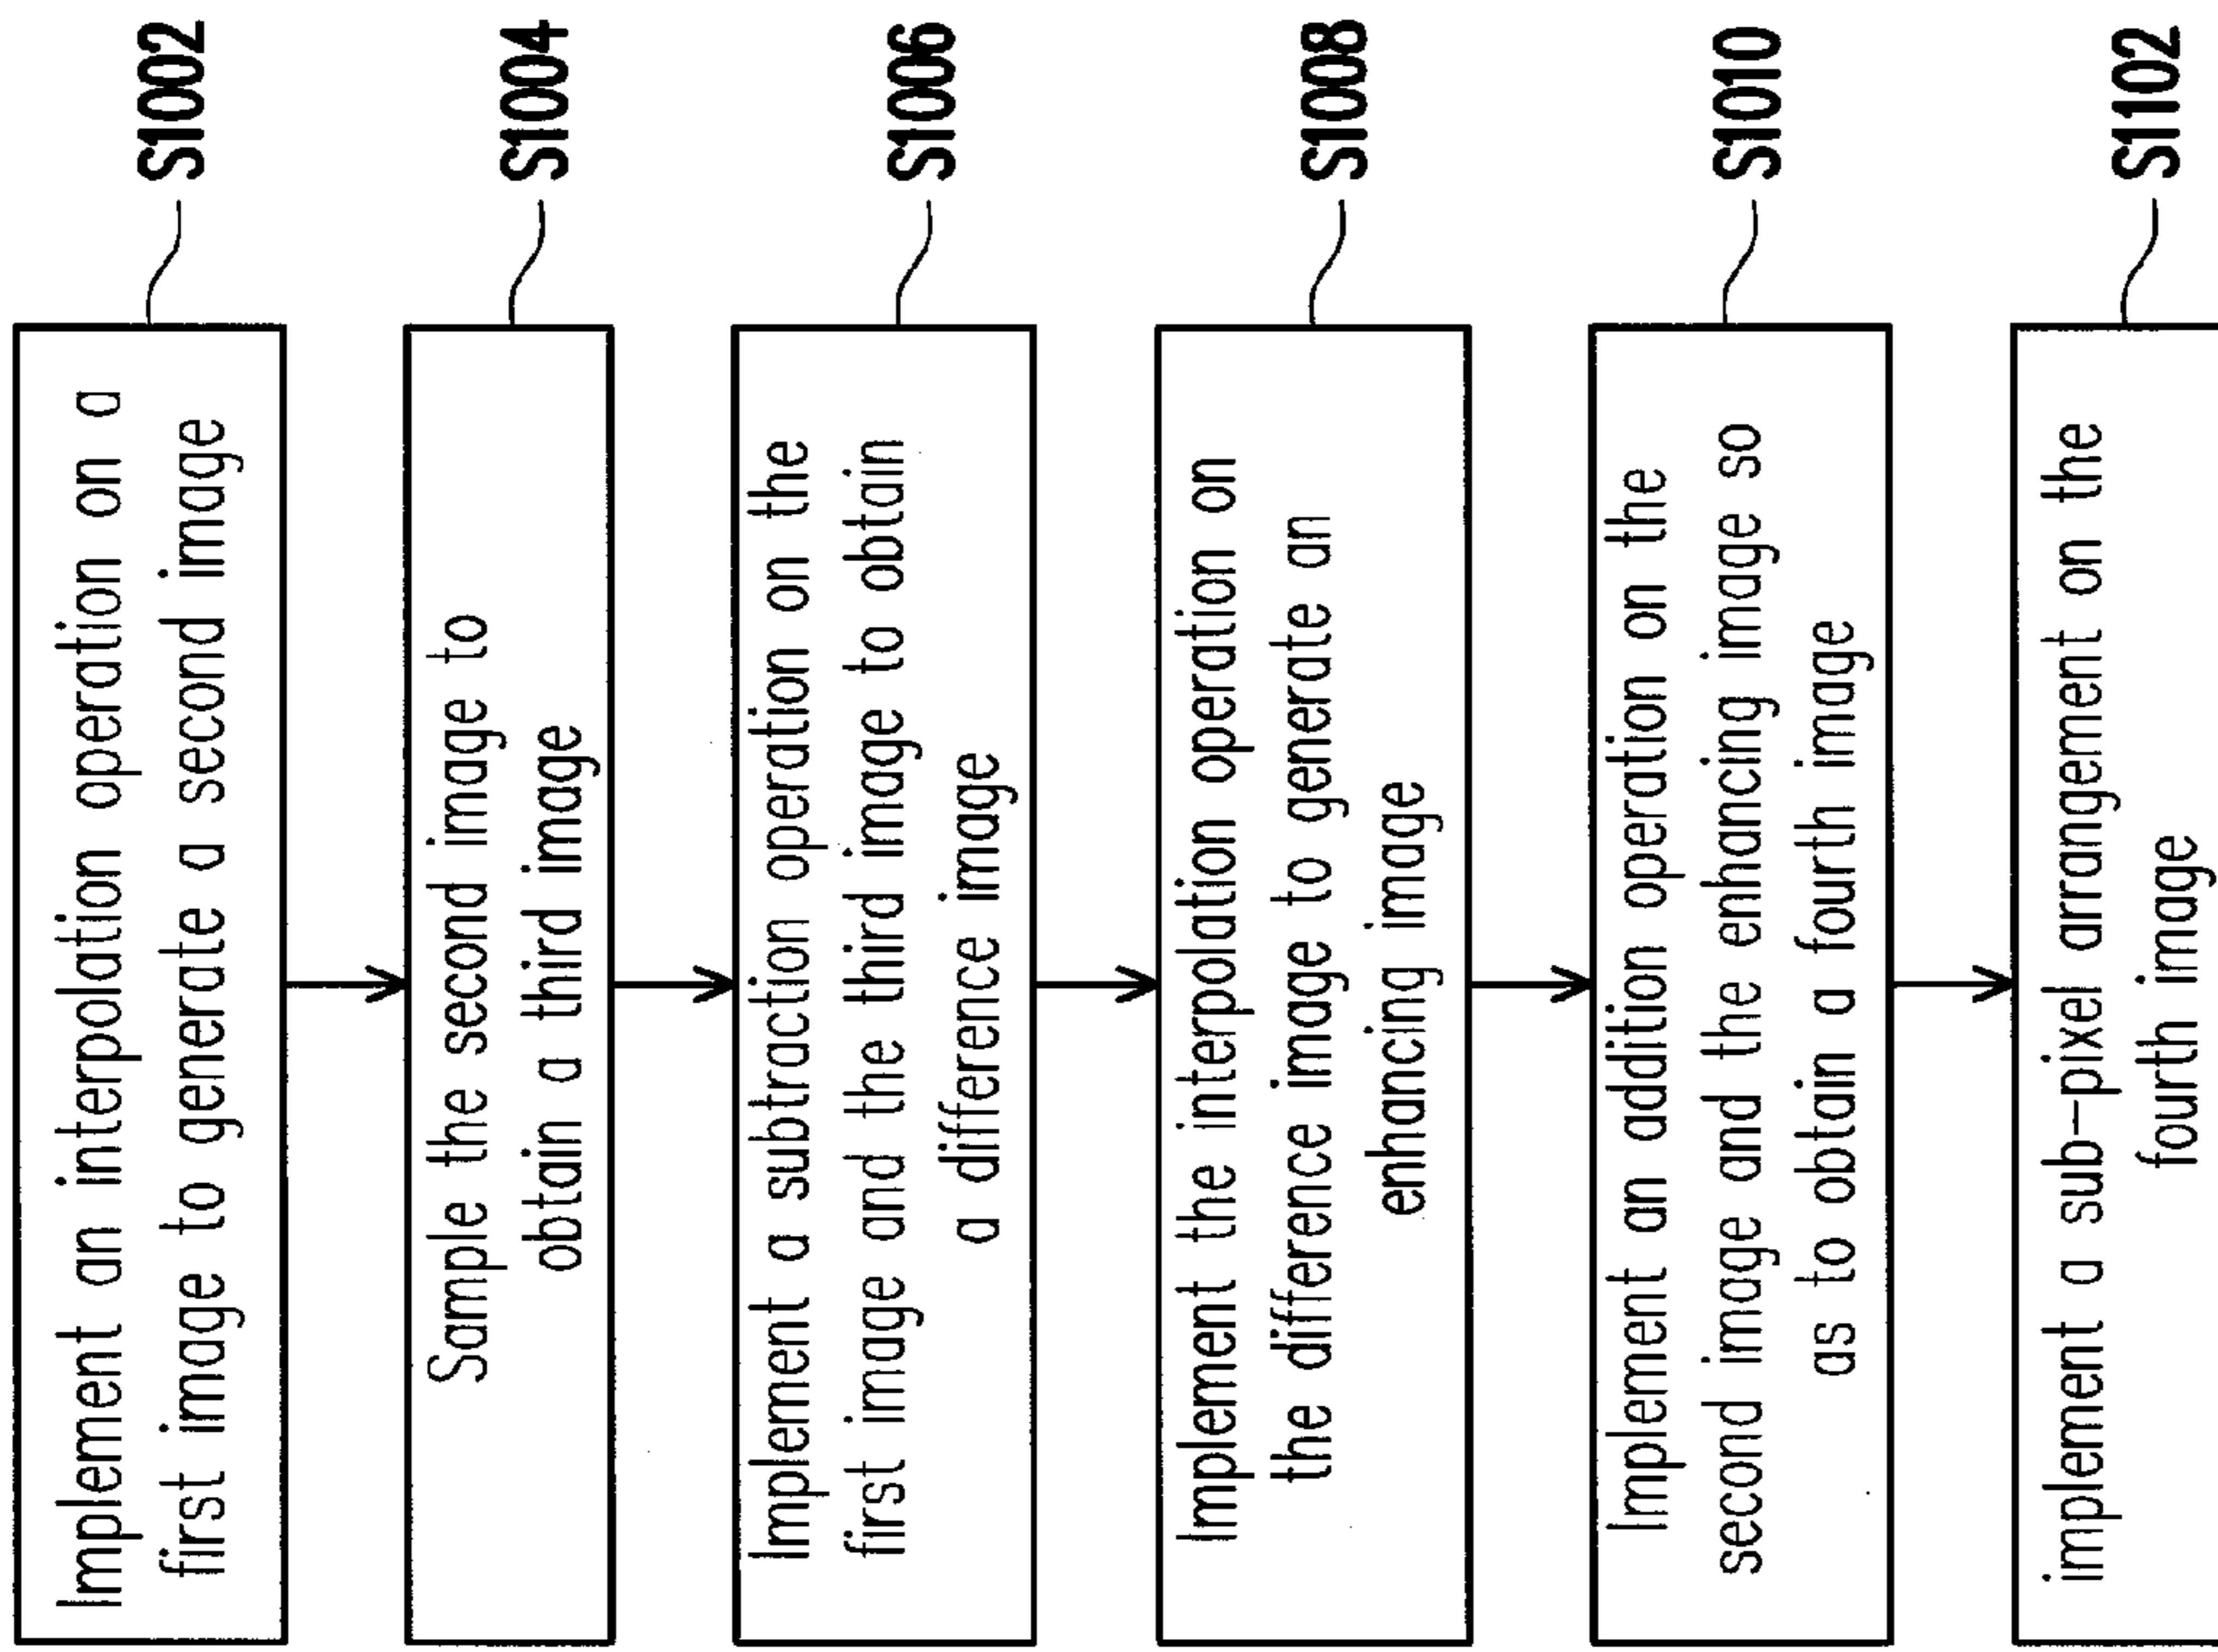 Implement an interpolation operation on a
first image to generate a second image
S1002
Sample the second image to
obtain a third image
S1004
Implement a subtraction operation on the
first image and the third image to obtain
a difference image
S1006
Implement the interpolation operation on
the difference image to generate an
enhancing image
S1008
Implement an addition operation on the
second image and the enhancing image so
as to obtain a fourth image
S1010
implement a sub-pixel arrangement on the
fourth image
S1102